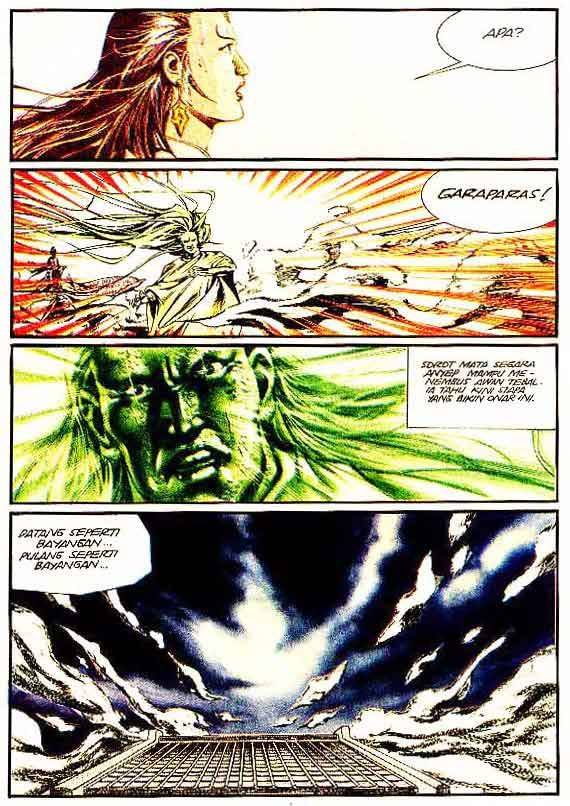 APA?
GARAPARAS!
SOROT MATA SEGARA
ANYEP MAMPU ME-
NEMBUS AWAN TEBAL.
IA TAHU KINI SIAPA
YANG BIKIN ONAR INI.
DATANG SEPERTI
BAYANGAN...
PULANG SEPERTI
BAYANGAN...